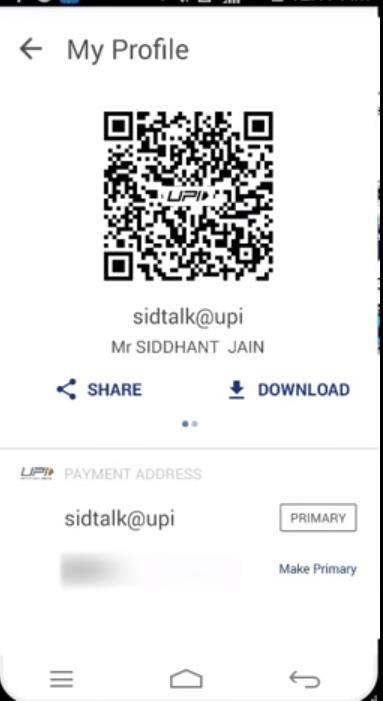 My Profile
UPI
sidtalk@upi
Mr SIDDHANT JAIN
SHARE
DOWNLOAD
UPI PAYMENT ADDRESS
sidtalk@upi
PRIMARY
Make Primary